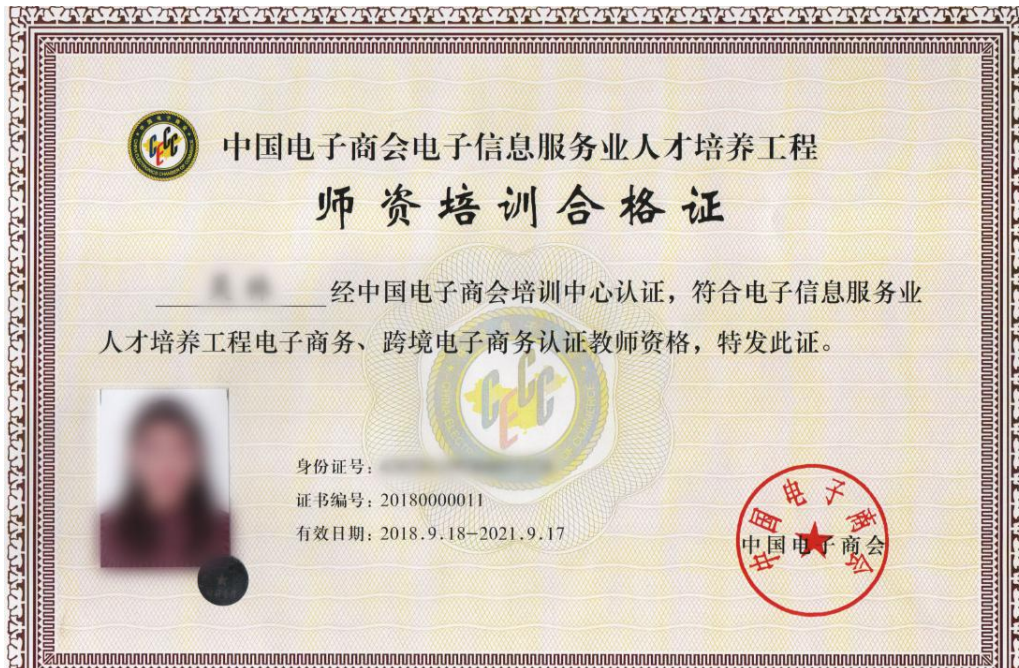 中国电子商会电子信息服务业人才培养工程
师资培训合格证
经中国电子商会培训中心认证，符合电子信息服务业
人才培养工程电子商务、跨境电子商务认证教师资格，特发此证。
CECC
身份证号：
证书编号：20180000011
有效日期：2018.9.18-2021.9.17
中国电子商会
中国电子商会